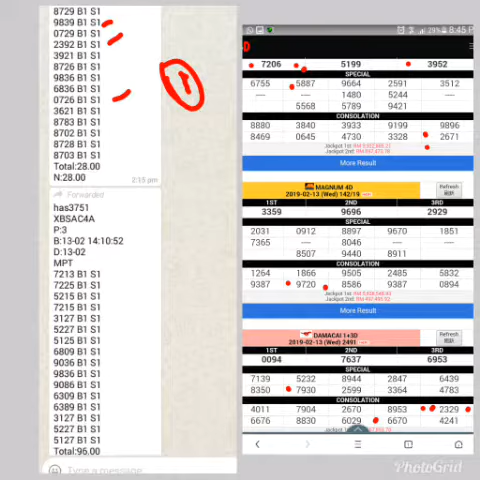 8729 B1 S1
9839 B1 S1
0729 B1 S1
2392 B1 S1
3921 B1 S1
8726 B1 S1
9836 B1 S1
6836 B1 S1
0726 B1 S1
3621 B1 S1
8783 B1 S1
8702 B1 S1
8728 B1 S1
8703 B1 S1
Total:28.00
N:28.00
2:15 pm
Forwarded
has3751
XBSAC4A
P:3
B:13-02 14:10:52
D:13-02
MPT
7213 B1 S1
7225 B1 S1
5215 B1 S1
7215 B1 S1
3127 B1 S1
5227 B1 S1
5125 B1 S1
6809 B1 S1
9036 B1 S1
9836 B1 S1
9086 B1 S1
6309 B1 S1
6389 B1 S1
3127 B1 S1
5227 B1 S1
5127 B1 S1
Total:96.00
Type a message
29% 8:45 PM
7206 5199 3952
SPECIAL
6755 5887 9664 2591 3512
---- ---- 1480 5244 ----
5568 5789 9421
CONSOLATION
8880 3840 3933 9199 9896
8469 0645 4730 3328 2671
More Result
MAGNUM 4D
2019-02-13 (Wed) 142/19
Refresh
1ST 2ND 3RD
3359 9696 2929
SPECIAL
2031 0912 8897 9670 1851
7365 ---- 8046 ---- ----
8507 9440 8911
CONSOLATION
1264 1866 9505 2485 5832
9387 9720 8586 9387 0894
More Result
DAMACAI 1+3D
2019-02-13 (Wed) 2491
Refresh
1ST 2ND 3RD
0094 7637 6953
SPECIAL
7139 5232 8944 2847 6439
8350 7930 2599 3364 4783
CONSOLATION
4011 7904 2670 8953 2329
6676 8830 6029 6670 4241
PhotoGrid